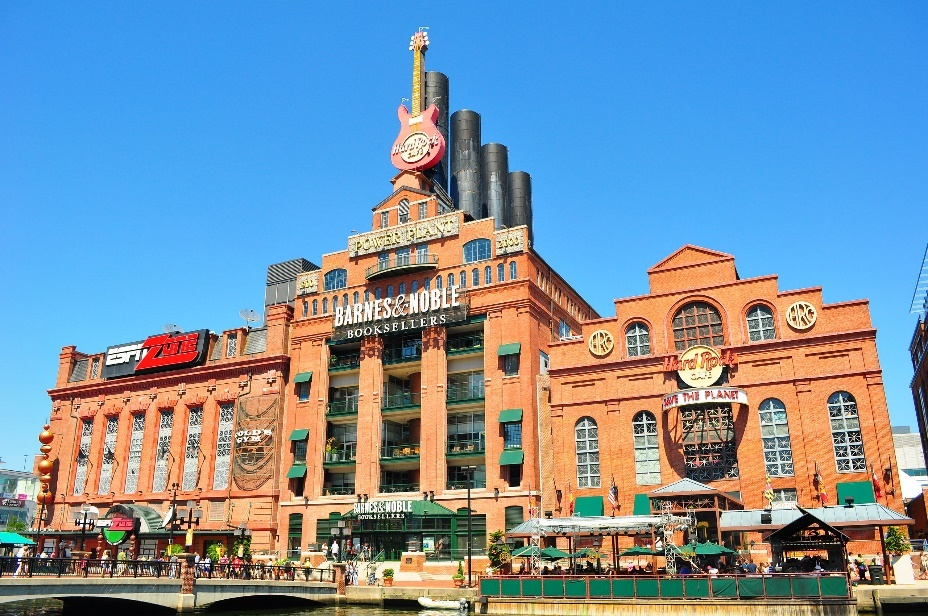 Hard Rock
CAFE
POWER PLANT
BARNES & NOBLE
BOOKSELLERS
ESPN Zone
GOLD'S
GYM
HRC
HRC
Hard Rock
CAFE
SAVE THE PLANET
BARNES & NOBLE
BOOKSELLERS